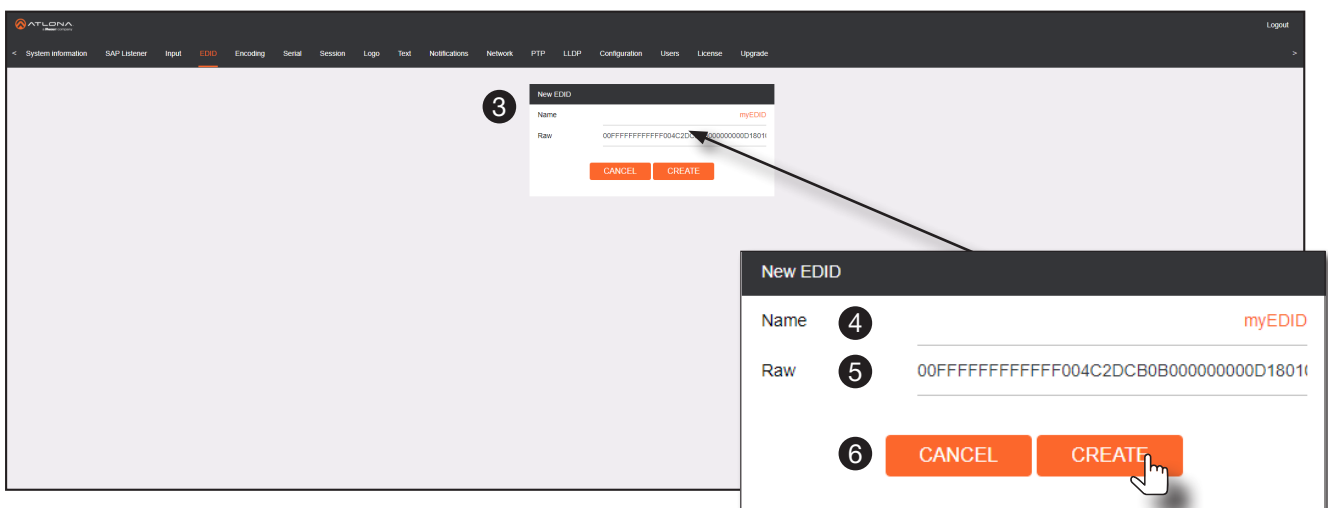 ATLONA
Logout
< System information SAP Listener Input EDID Encoding Serial Session Logo Text Notifications Network PTP LLDP Configuration Users License Upgrade >
3
New EDID
Name myEDID
Raw
CANCEL CREATE
New EDID
Name 4 myEDID
Raw 5 00FFFFFFFFFFFF004C2DCB0B000000000D1801
6 CANCEL CREATE